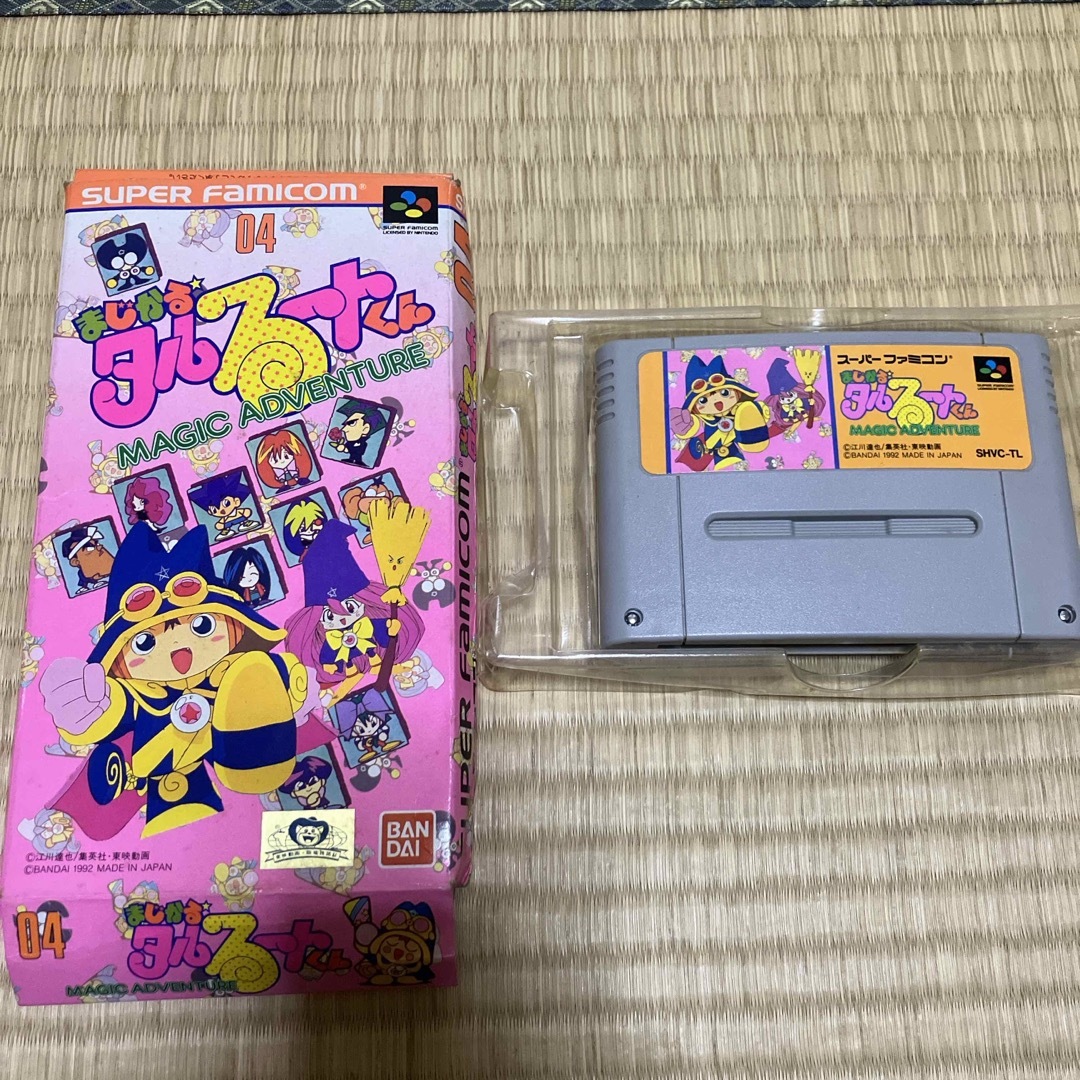 SUPER FAMICOM®
SUPER FAMICOM
LICENSED BY NINTENDO
04
まじかる
タルるートくん
MAGIC ADVENTURE
©江川達也/集英社・東映動画
©BANDAI 1992 MADE IN JAPAN
BAN
DAI
SUPER FAMICOM
04
まじかる
タルるートくん
MAGIC ADVENTURE
スーパーファミコン®
SUPER FAMICOM
LICENSED BY NINTENDO
まじかる
タルるートくん
MAGIC ADVENTURE
©江川達也/集英社・東映動画
©BANDAI 1992 MADE IN JAPAN
SHVC-TL